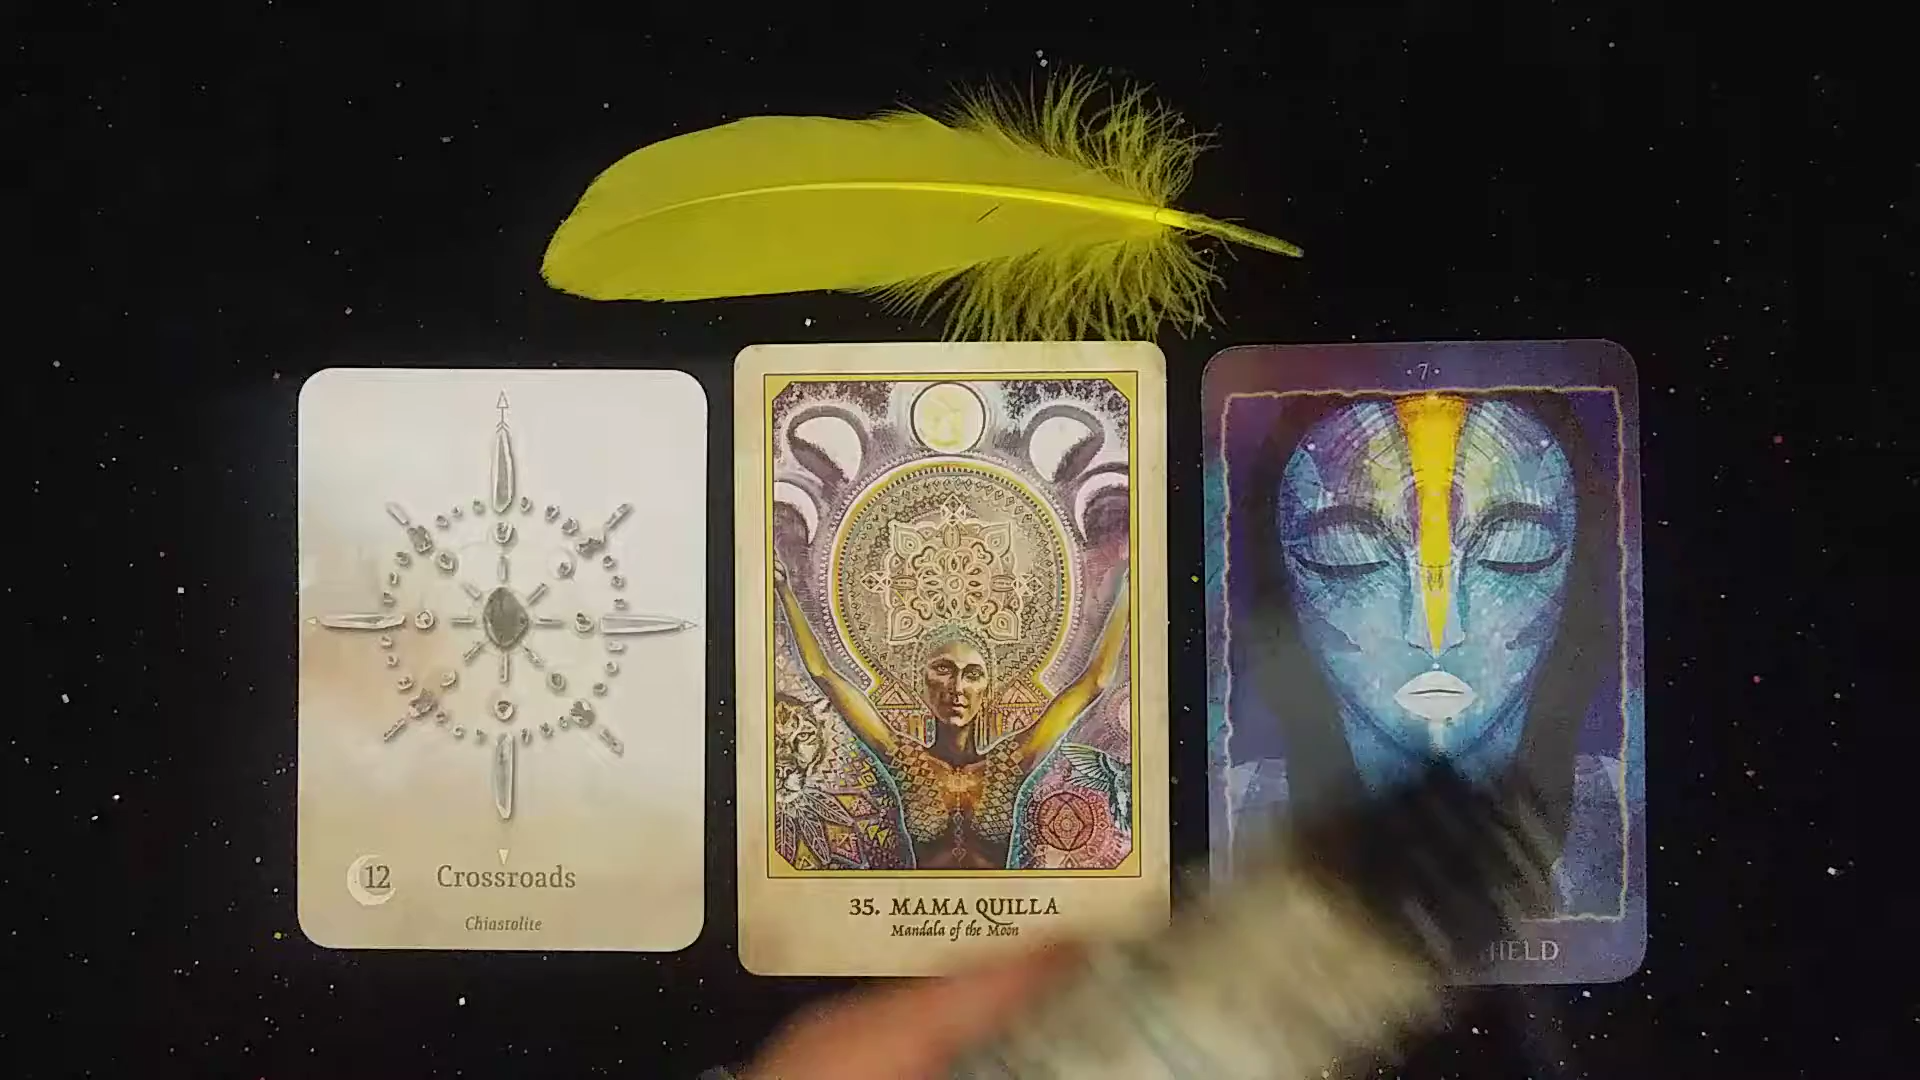 12 Crossroads
Chiastolite
35. MAMA QUILLA
Mandala of the Moon
·7·